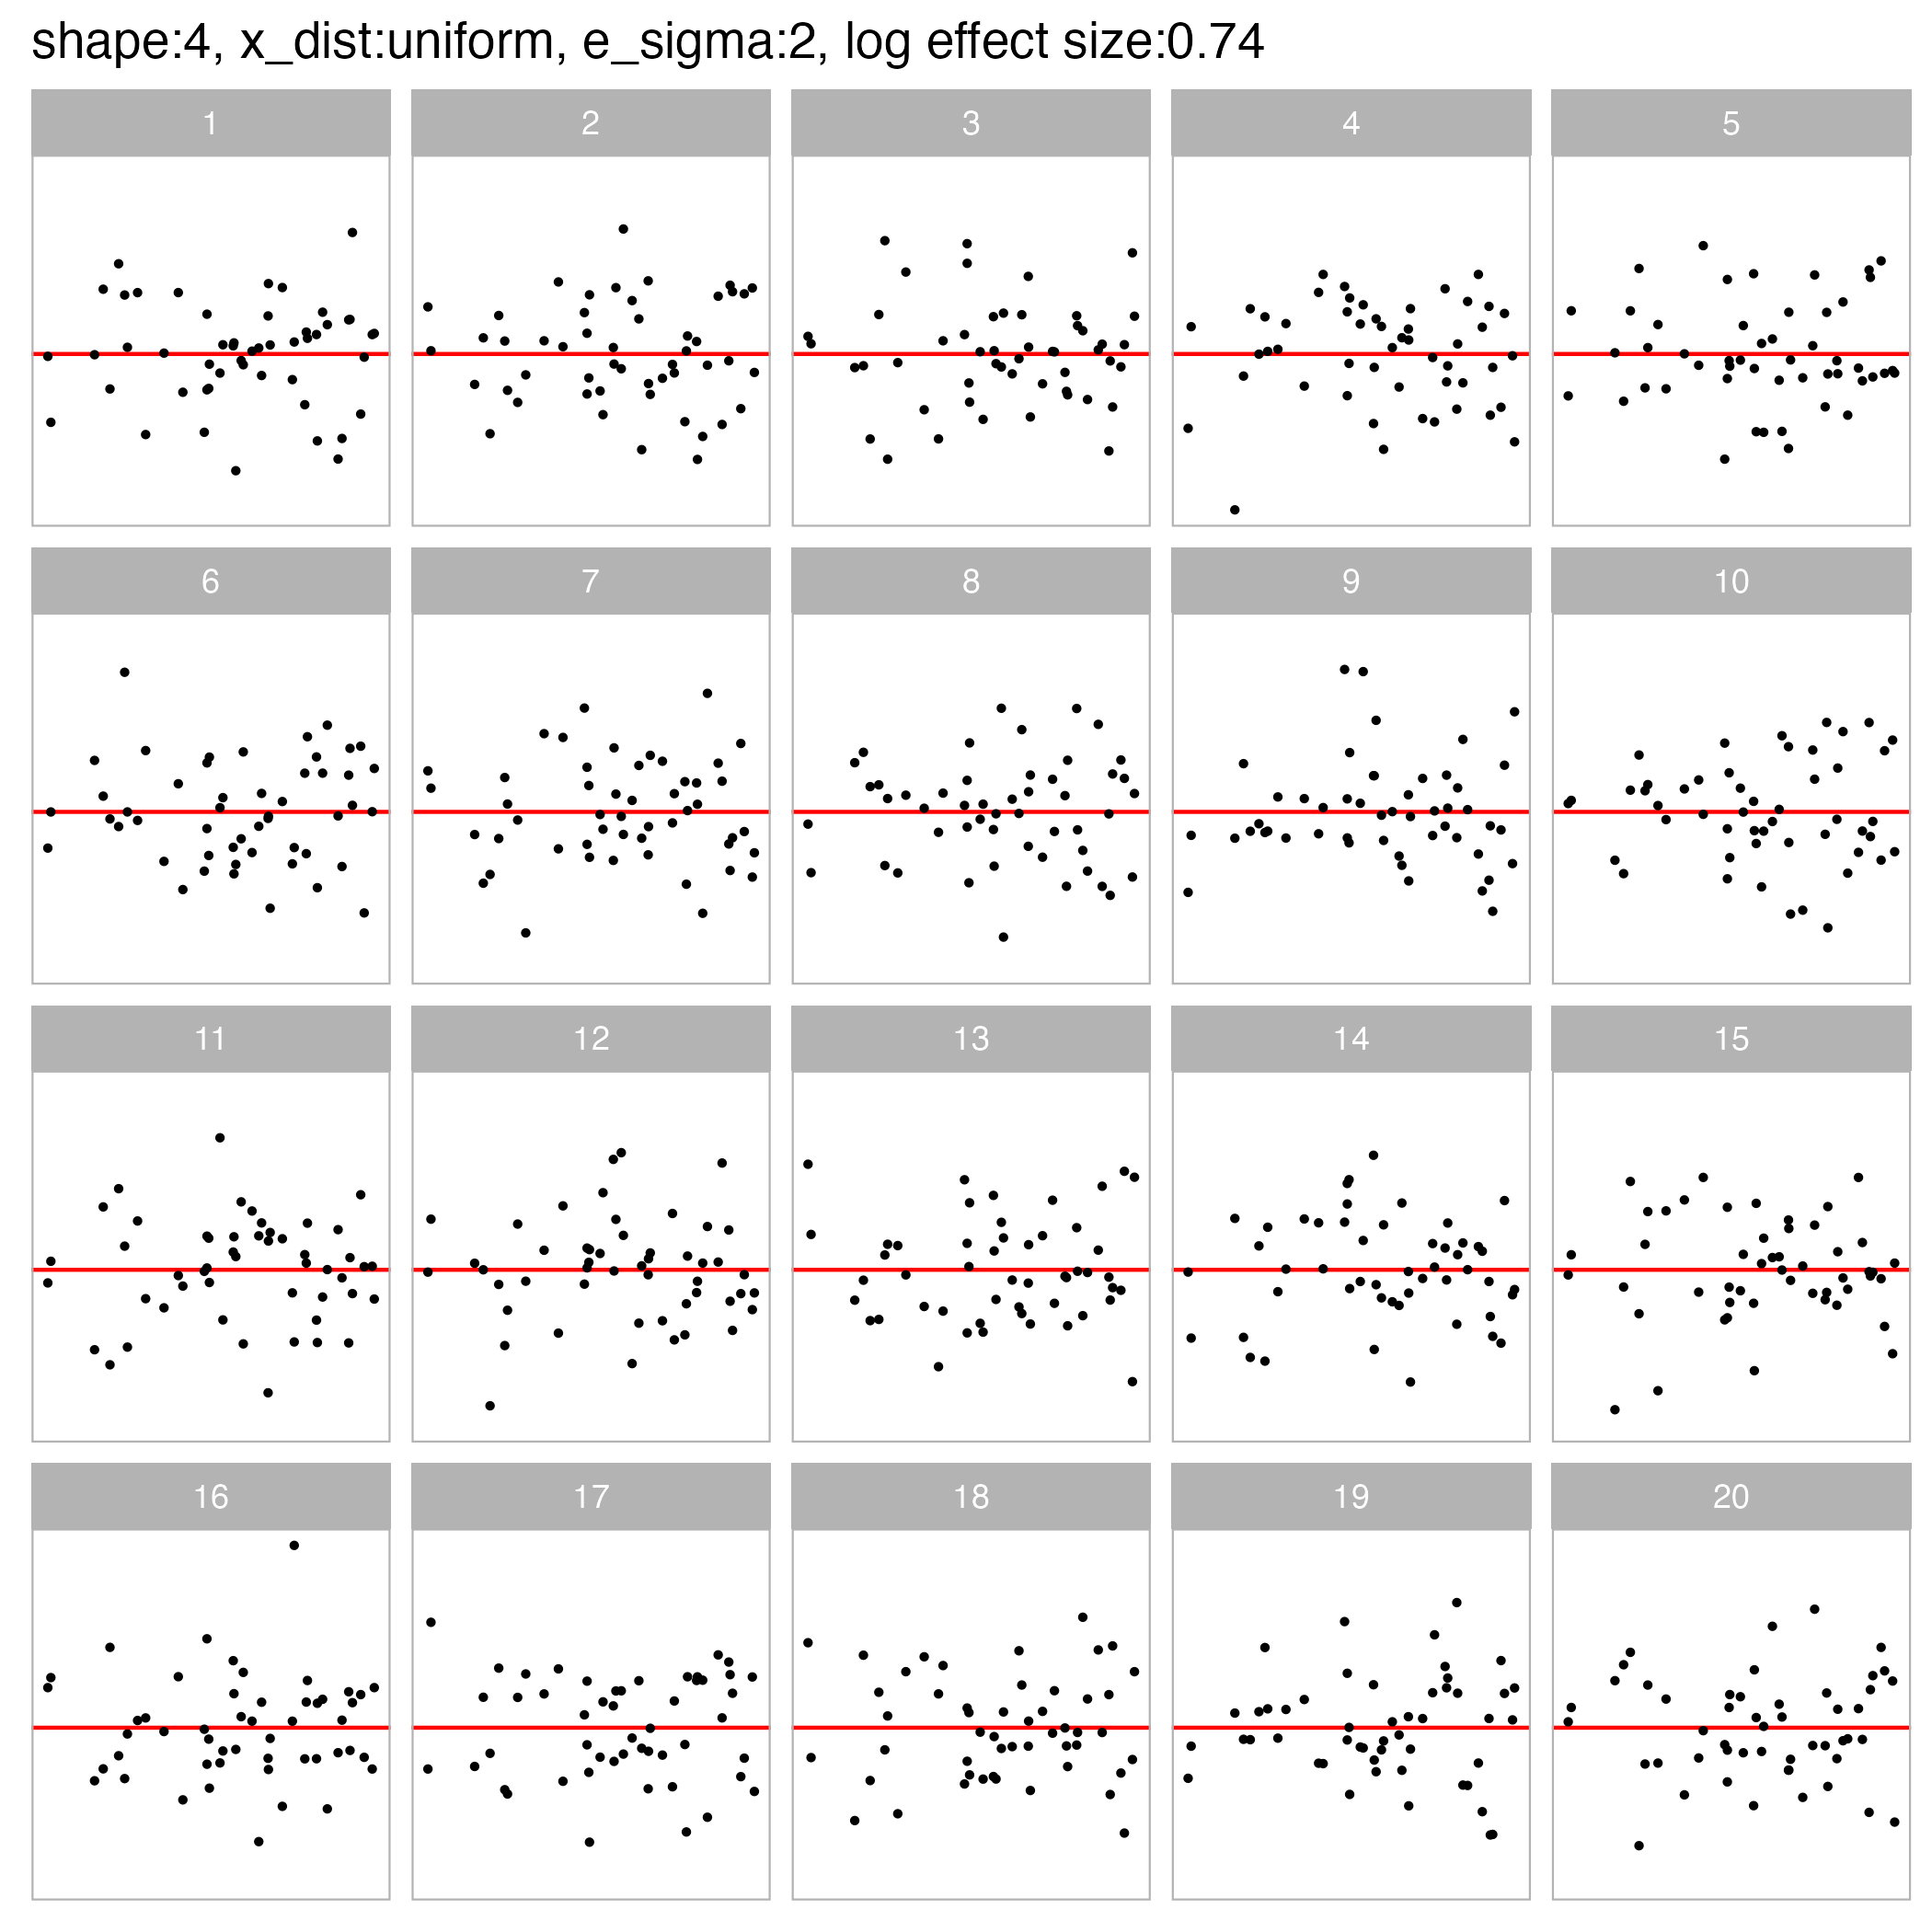 shape:4, x_dist:uniform, e_sigma:2, log effect size:0.74
1 2 3 4 5
6 7 8 9 10
11 12 13 14 15
16 17 18 19 20